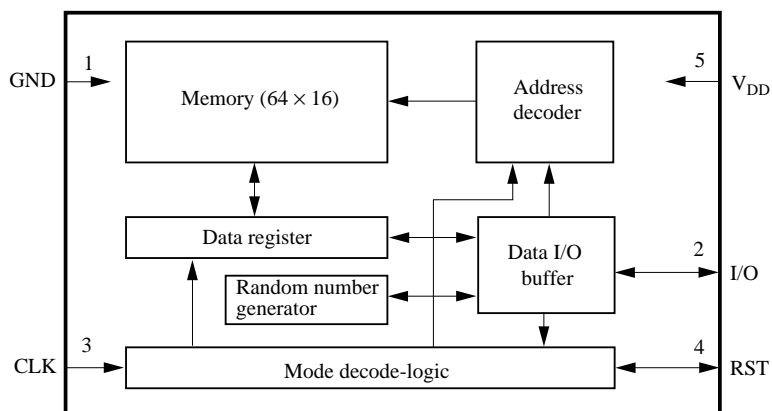 GND
1
Memory (64 × 16)
Address
decoder
5
V_DD
Data register
Data I/O
buffer
2
I/O
Random number
generator
CLK
3
Mode decode-logic
4
RST